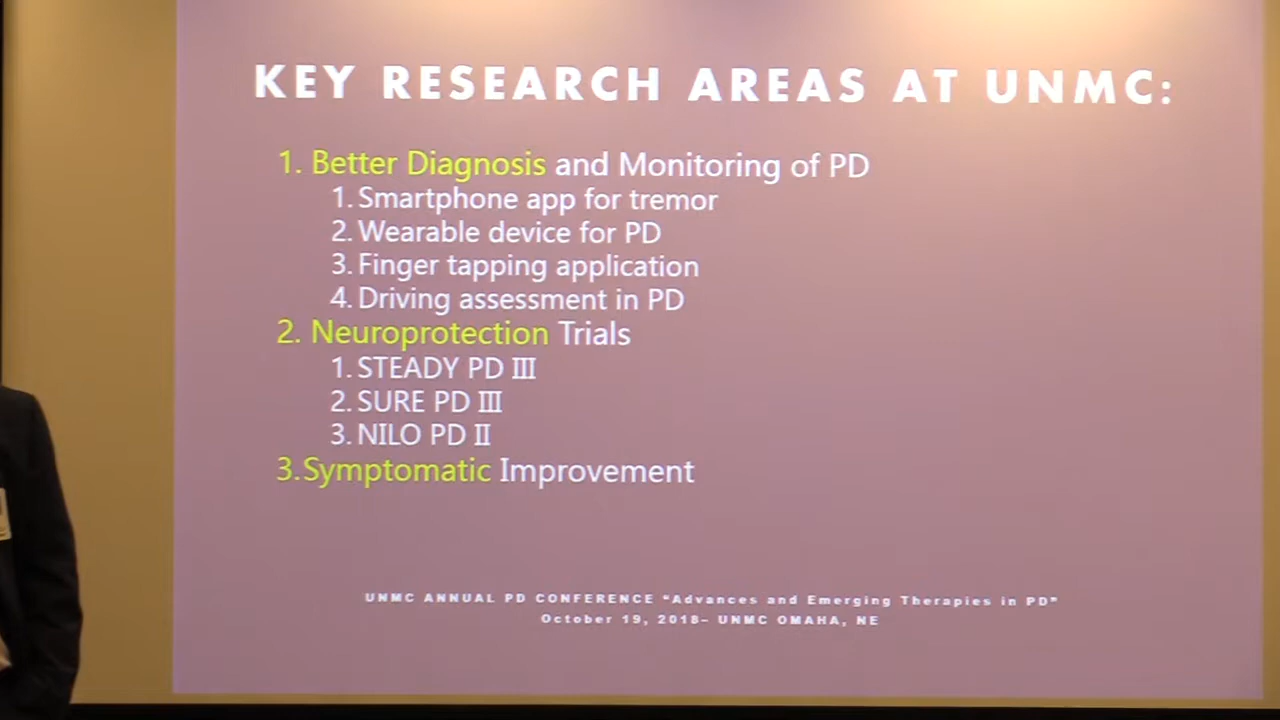 KEY RESEARCH AREAS AT UNMC:
1. Better Diagnosis and Monitoring of PD
1. Smartphone app for tremor
2. Wearable device for PD
3. Finger tapping application
4. Driving assessment in PD
2. Neuroprotection Trials
1. STEADY PD III
2. SURE PD III
3. NILO PD II
3.Symptomatic Improvement
UNMC ANNUAL PD CONFERENCE “Advances and Emerging Therapies in PD”
October 19, 2018– UNMC OMAHA, NE